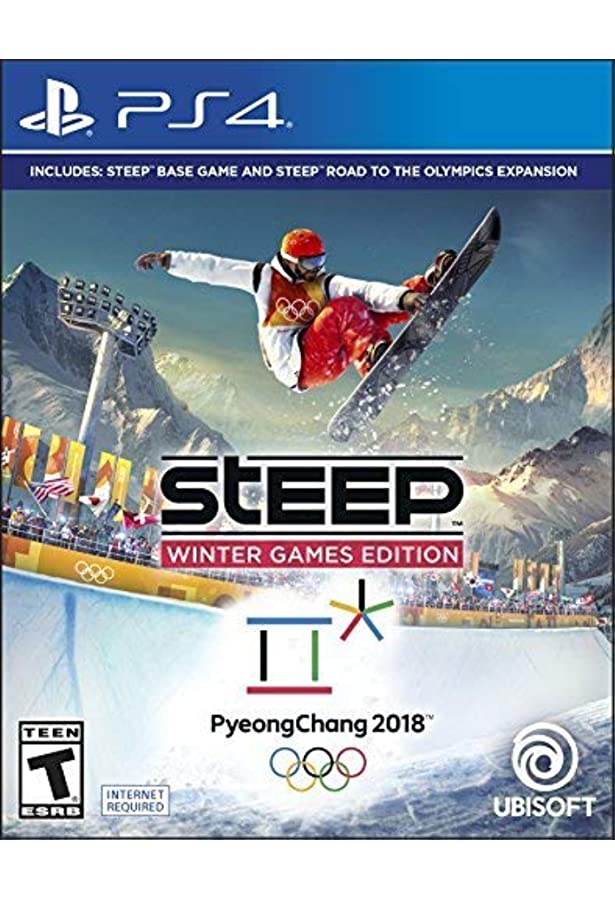 PS4
INCLUDES: STEEP™ BASE GAME AND STEEP™ ROAD TO THE OLYMPICS EXPANSION
STEEP™
WINTER GAMES EDITION
PyeongChang 2018™
TEEN
T
ESRB
INTERNET
REQUIRED
UBISOFT